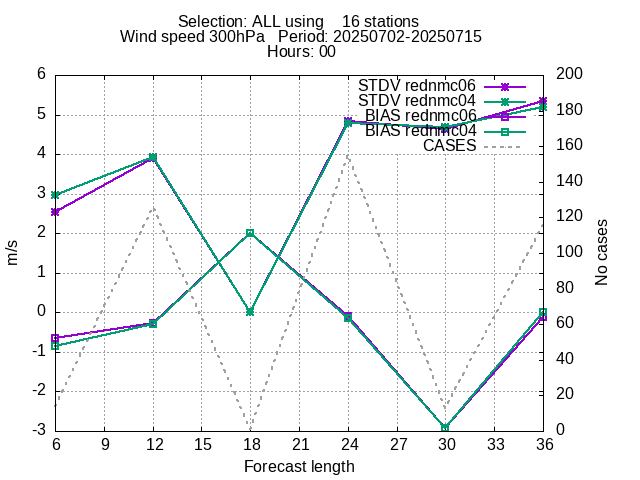 Selection: ALL using    16 stations
Wind speed 300hPa   Period: 20250702-20250715
Hours: 00
STDV rednmc06
STDV rednmc04
BIAS rednmc06
BIAS rednmc04
CASES
6
5
4
3
2
1
0
-1
-2
-3
m/s
200
180
160
140
120
100
80
60
40
20
0
No cases
6 9 12 15 18 21 24 27 30 33 36
Forecast length